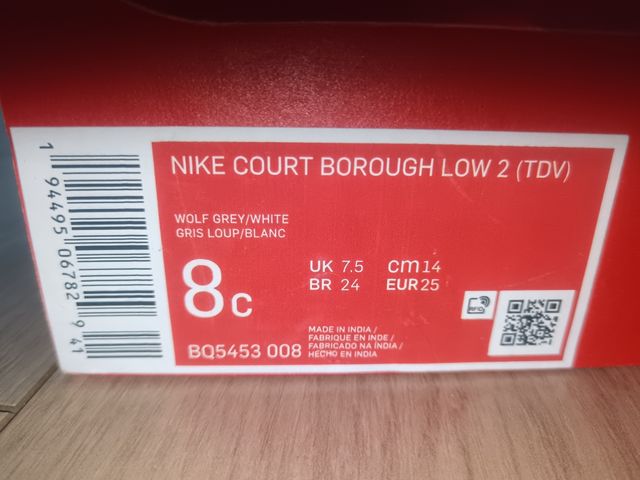 NIKE COURT BOROUGH LOW 2 (TDV)
WOLF GREY/WHITE
GRIS LOUP/BLANC
8C
UK 7.5 cm 14
BR 24 EUR 25
BQ5453 008
MADE IN INDIA /
FABRIQUE EN INDE /
FABRICADO NA ÍNDIA /
HECHO EN INDIA
RFID
1 94495 06782 9 41